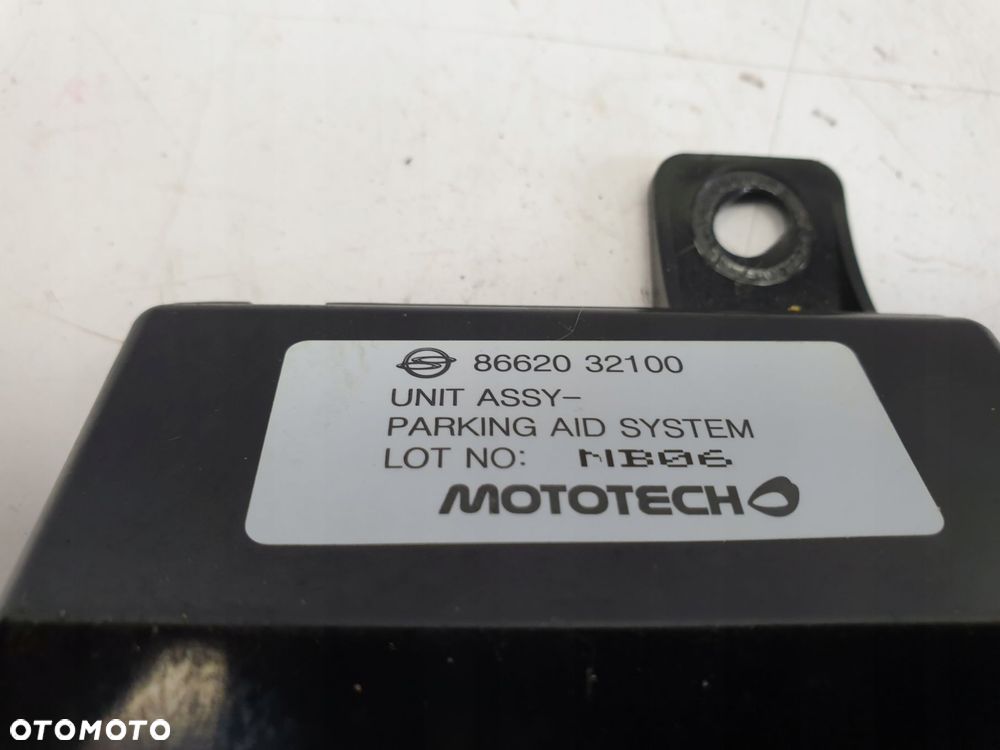 86620 32100
UNIT ASSY-
PARKING AID SYSTEM
LOT NO: NB06
MOTOTECH
OTOMOTO